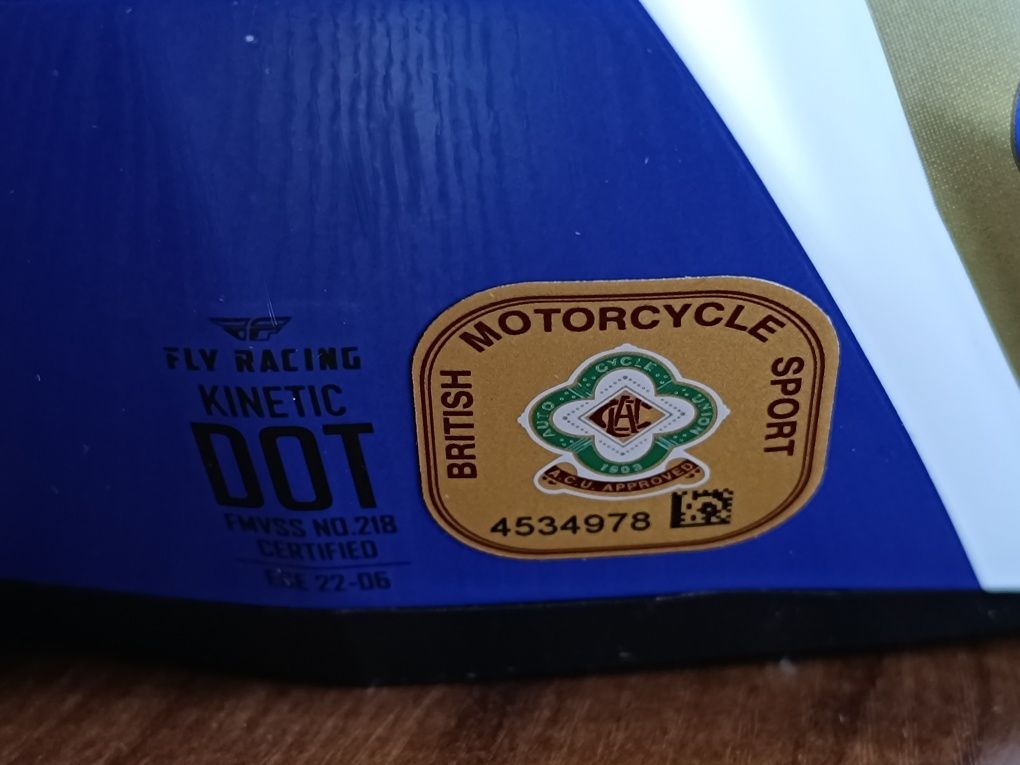 FLY RACING
KINETIC
DOT
FMVSS NO.218
CERTIFIED
ECE 22-06
BRITISH MOTORCYCLE SPORT
AUTO CYCLE UNION
1903
A.C.U. APPROVED
4534978